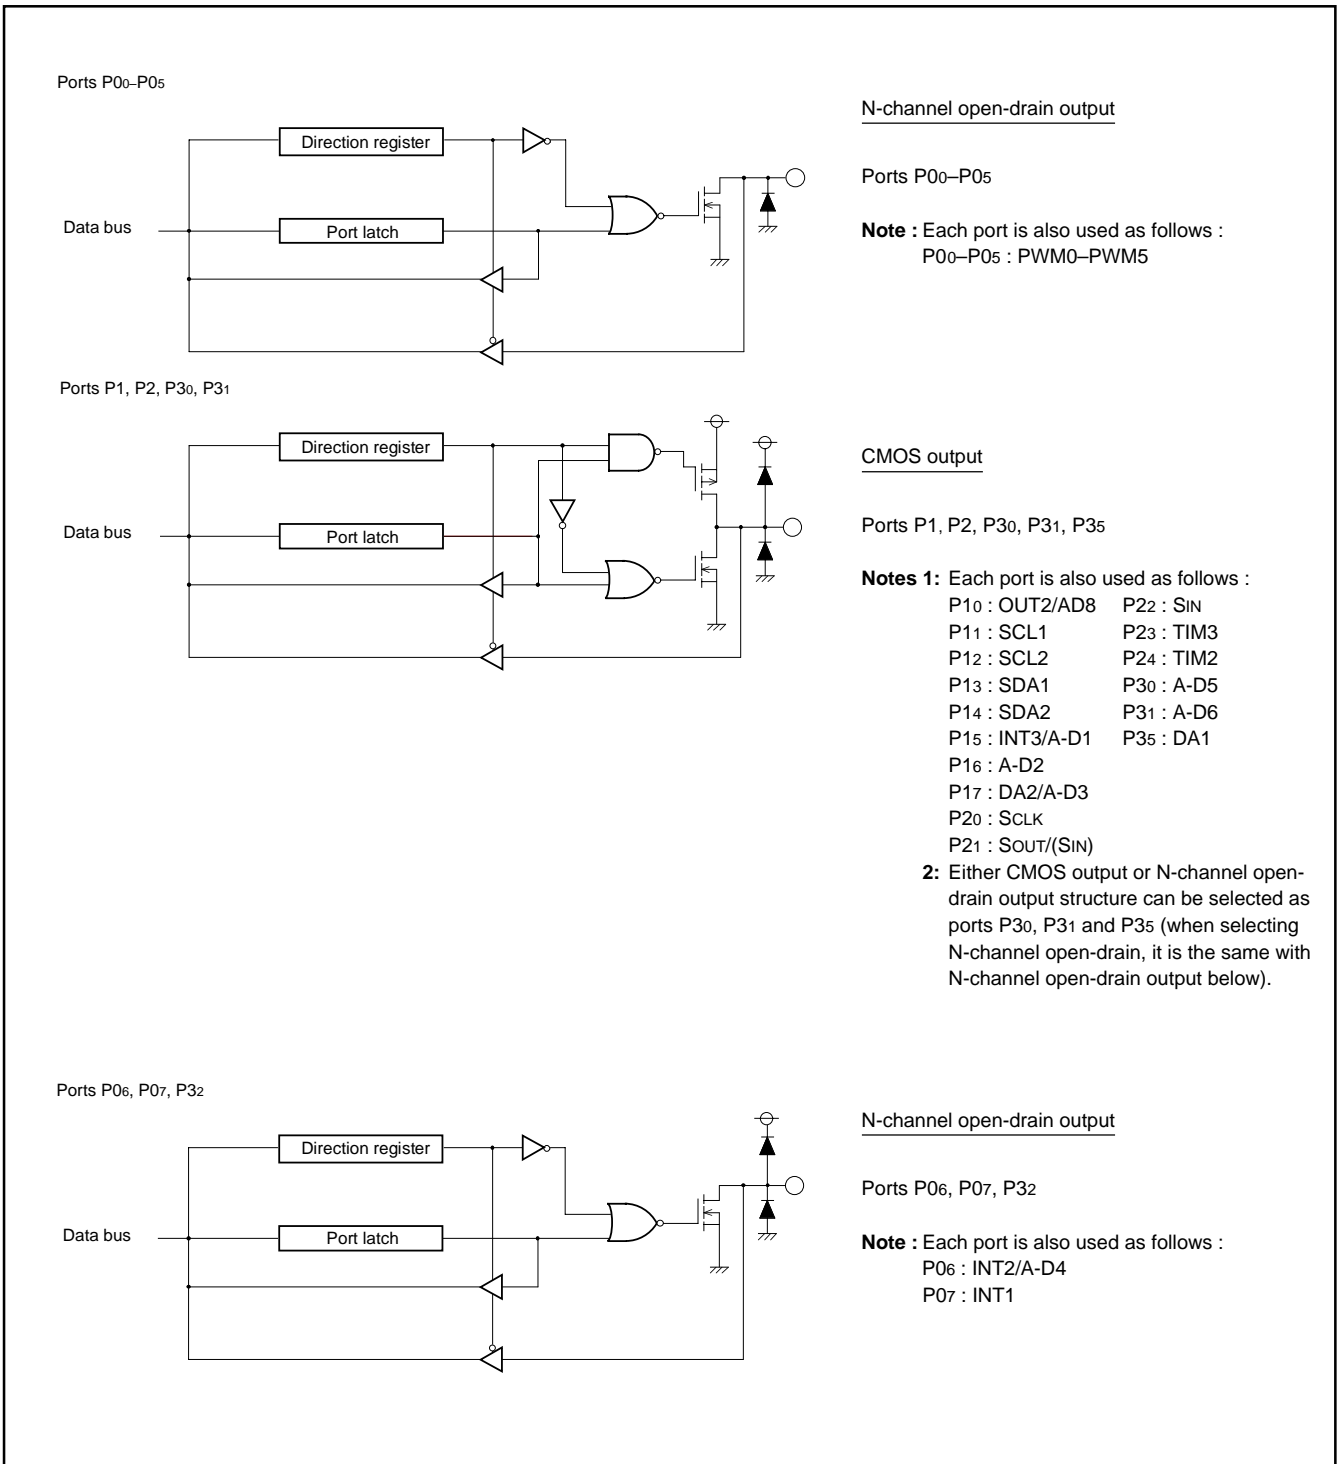 Ports P00–P05
Direction register
Data bus
Port latch
N-channel open-drain output
Ports P00–P05
Note : Each port is also used as follows :
P00–P05 : PWM0–PWM5
Ports P1, P2, P30, P31
Direction register
Data bus
Port latch
CMOS output
Ports P1, P2, P30, P31, P35
Notes 1: Each port is also used as follows :
P10 : OUT2/AD8 P22 : SIN
P11 : SCL1 P23 : TIM3
P12 : SCL2 P24 : TIM2
P13 : SDA1 P30 : A-D5
P14 : SDA2 P31 : A-D6
P15 : INT3/A-D1 P35 : DA1
P16 : A-D2
P17 : DA2/A-D3
P20 : SCLK
P21 : SOUT/(SIN)
2: Either CMOS output or N-channel open-
drain output structure can be selected as
ports P30, P31 and P35 (when selecting
N-channel open-drain, it is the same with
N-channel open-drain output below).
Ports P06, P07, P32
Direction register
Data bus
Port latch
N-channel open-drain output
Ports P06, P07, P32
Note : Each port is also used as follows :
P06 : INT2/A-D4
P07 : INT1